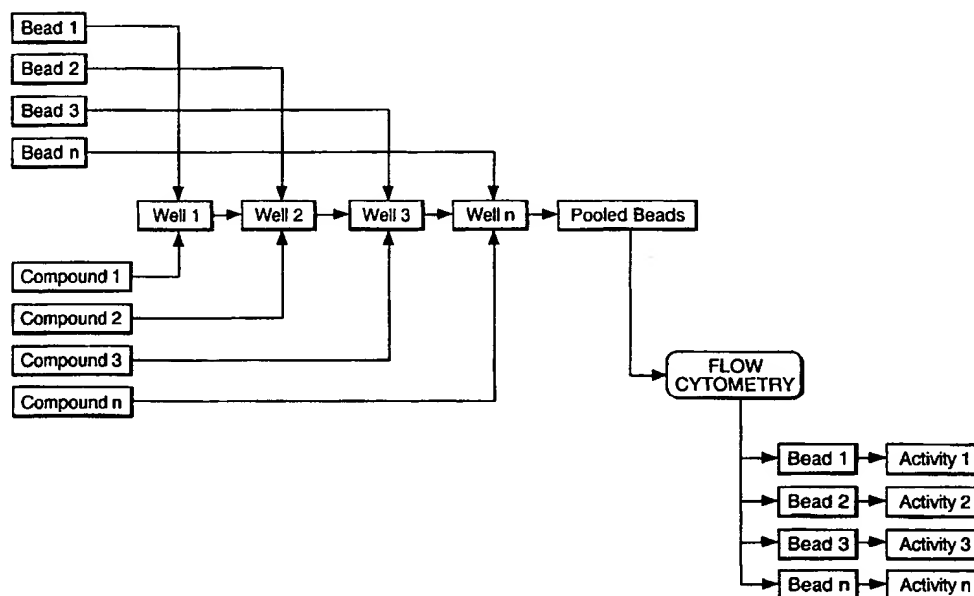 Bead 1
Bead 2
Bead 3
Bead n
Well 1
Well 2
Well 3
Well n
Pooled Beads
Compound 1
Compound 2
Compound 3
Compound n
FLOW
CYTOMETRY
Bead 1
Activity 1
Bead 2
Activity 2
Bead 3
Activity 3
Bead n
Activity n